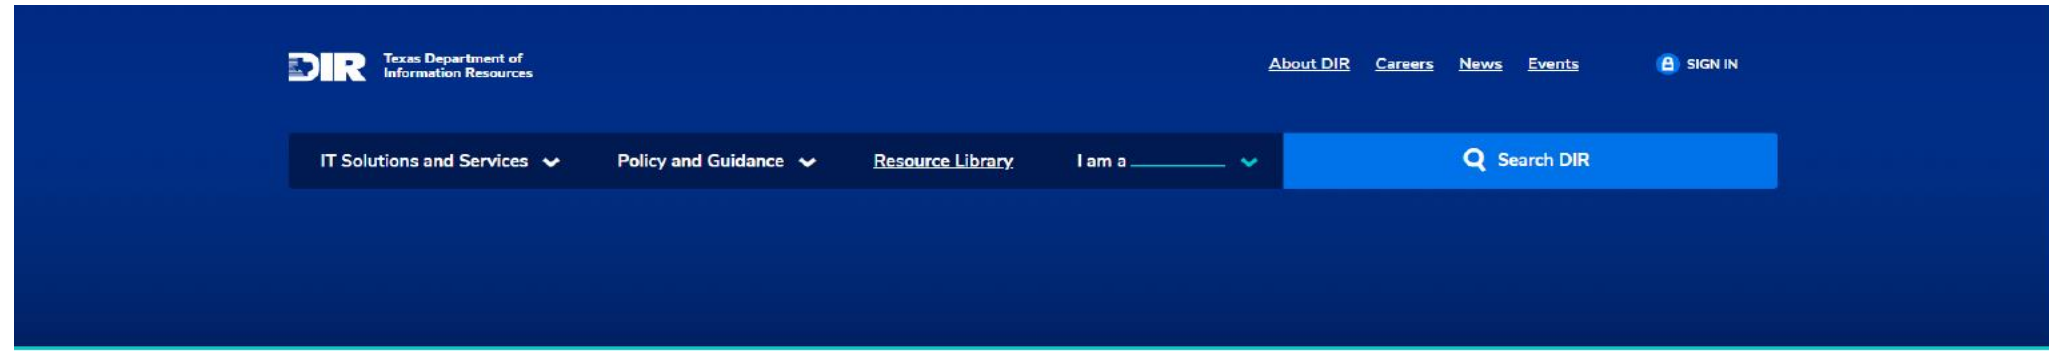 DIR
Texas Department of
Information Resources
About DIR Careers News Events SIGN IN
IT Solutions and Services Policy and Guidance Resource Library I am a ________ Search DIR